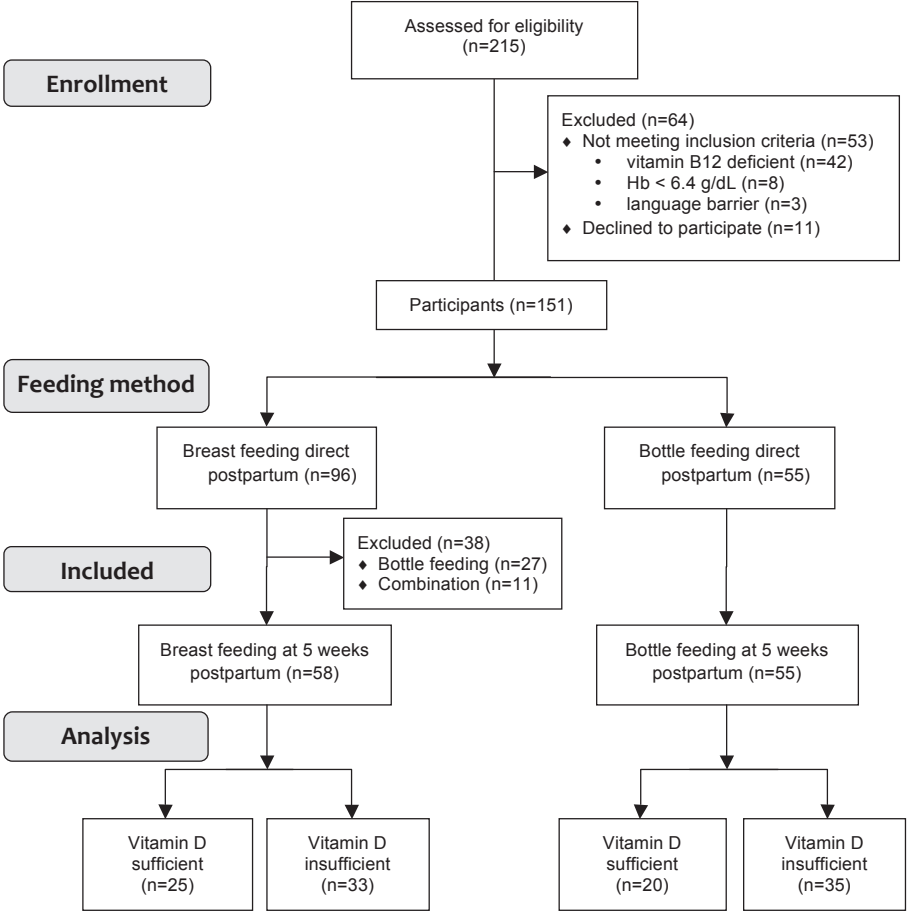 Assessed for eligibility
(n=215)
Enrollment
Excluded (n=64)
♦ Not meeting inclusion criteria (n=53)
• vitamin B12 deficient (n=42)
• Hb < 6.4 g/dL (n=8)
• language barrier (n=3)
♦ Declined to participate (n=11)
Participants (n=151)
Feeding method
Breast feeding direct
postpartum (n=96)
Bottle feeding direct
postpartum (n=55)
Excluded (n=38)
♦ Bottle feeding (n=27)
♦ Combination (n=11)
Included
Breast feeding at 5 weeks
postpartum (n=58)
Bottle feeding at 5 weeks
postpartum (n=55)
Analysis
Vitamin D
sufficient
(n=25)
Vitamin D
insufficient
(n=33)
Vitamin D
sufficient
(n=20)
Vitamin D
insufficient
(n=35)